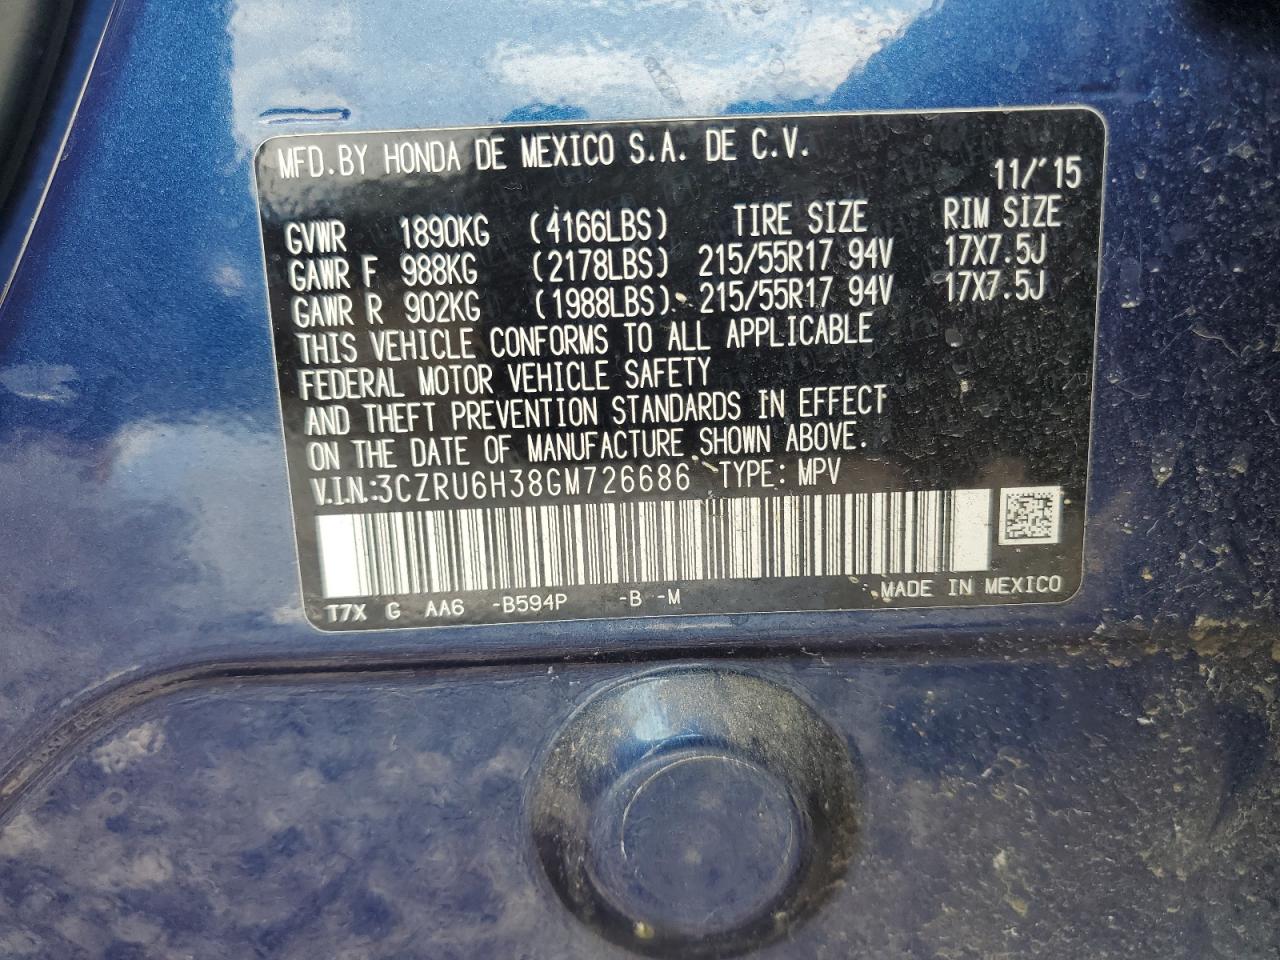 MFD.BY HONDA DE MEXICO S.A. DE C.V.
11/'15
GVWR 1890KG (4166LBS) TIRE SIZE RIM SIZE
GAWR F 988KG (2178LBS) 215/55R17 94V 17X7.5J
GAWR R 902KG (1988LBS) 215/55R17 94V 17X7.5J
THIS VEHICLE CONFORMS TO ALL APPLICABLE
FEDERAL MOTOR VEHICLE SAFETY
AND THEFT PREVENTION STANDARDS IN EFFECT
ON THE DATE OF MANUFACTURE SHOWN ABOVE.
V.I.N.:3CZRU6H38GM726686 TYPE: MPV
T7X G AA6 -B594P -B -M MADE IN MEXICO